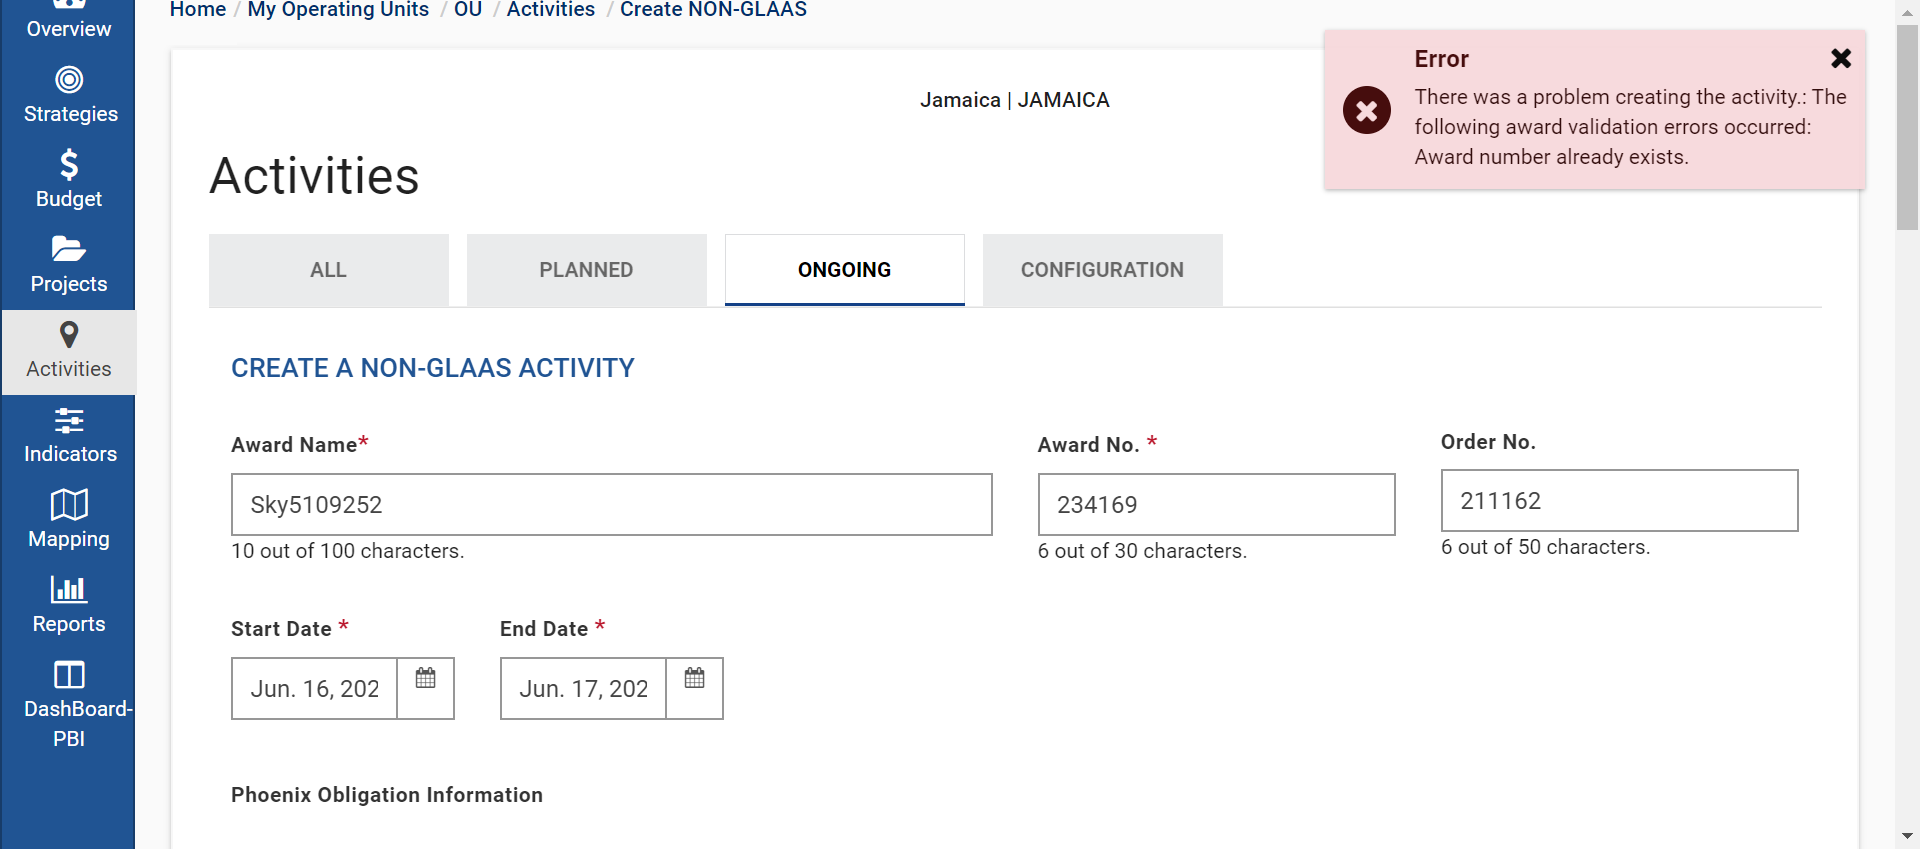 Home / My Operating Units / OU / Activities / Create NON-GLAAS
Overview
Strategies
Budget
Projects
Activities
Indicators
Mapping
Reports
DashBoard-
PBI
Error
There was a problem creating the activity.: The
following award validation errors occurred:
Award number already exists.
Jamaica | JAMAICA
Activities
ALL
PLANNED
ONGOING
CONFIGURATION
CREATE A NON-GLAAS ACTIVITY
Award Name*
Sky5109252
10 out of 100 characters.
Award No. *
234169
6 out of 30 characters.
Order No.
211162
6 out of 50 characters.
Start Date *
Jun. 16, 202
End Date *
Jun. 17, 202
Phoenix Obligation Information